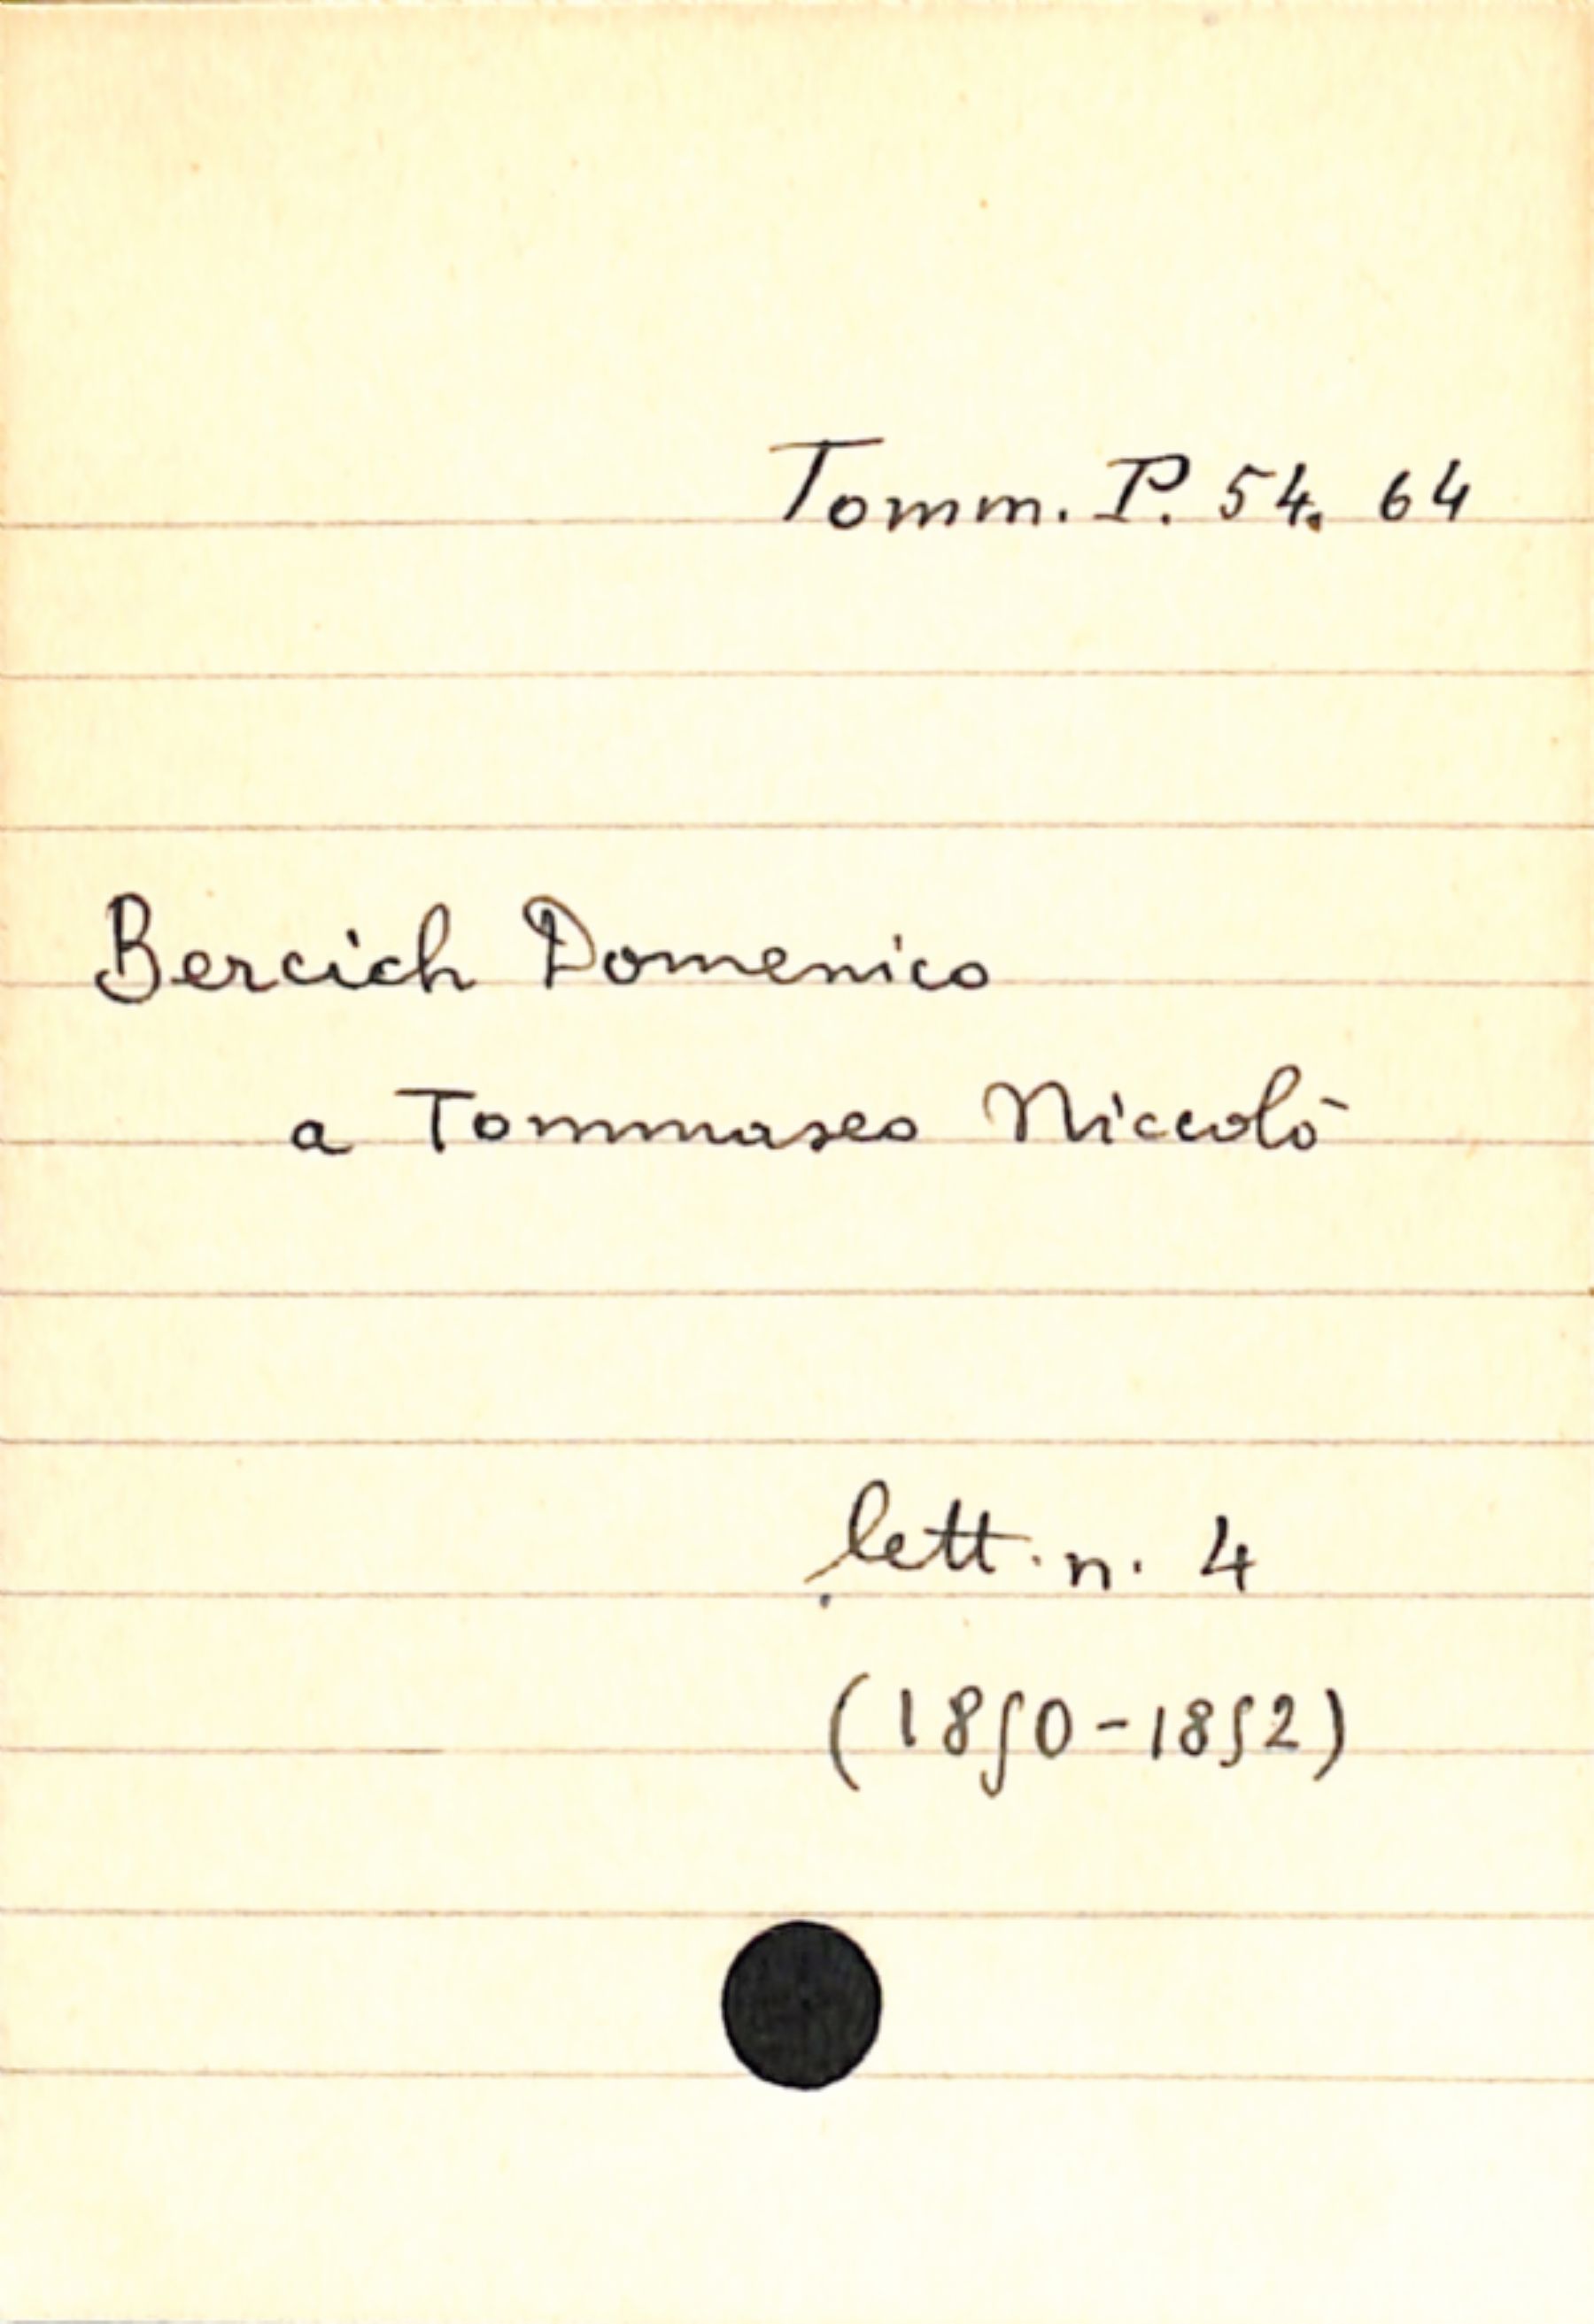 Tomm. P. 54. 64
Bercich Domenico
a Tommaseo Niccolò
lett. n. 4
(1850-1852)